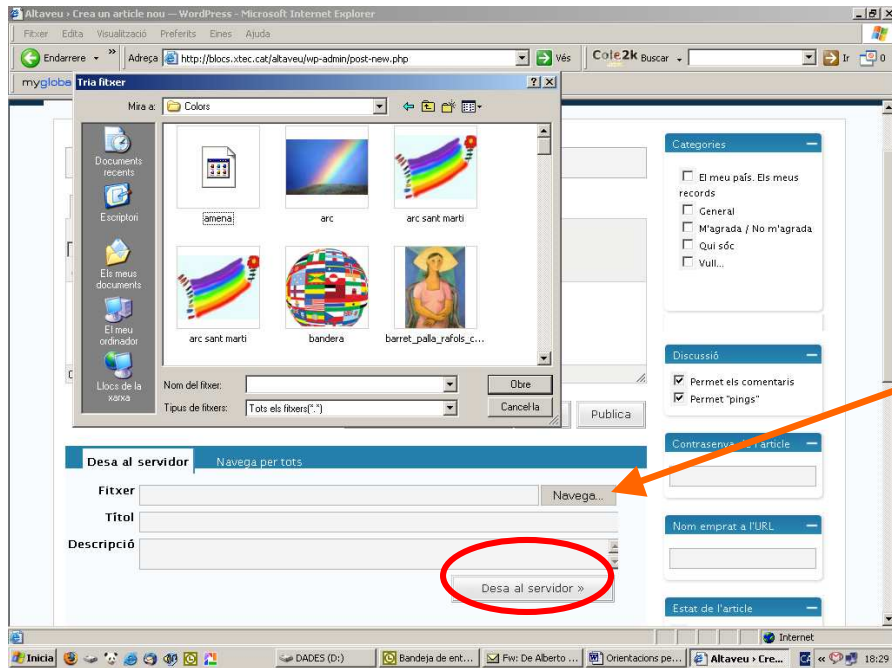 Altaveu › Crea un article nou — WordPress - Microsoft Internet Explorer
Fitxer Edita Visualització Preferits Eines Ajuda
Endarrere » Adreça http://blocs.xtec.cat/altaveu/wp-admin/post-new.php Vés Cole2k Buscar Ir 0
myglobe
Tria fitxer
Mira a: Colors
Documents recents
Escriptori
Els meus documents
El meu ordinador
Llocs de la xarxa
amena arc arc sant marti
arc sant marti bandera barret_palla_rafols_c...
Nom del fitxer: Obre
Tipus de fitxers: Tots els fitxers(*.*) Cancel·la
Publica
Categories
El meu país. Els meus
records
General
M'agrada / No m'agrada
Qui sóc
Vull...
Discussió
Permet els comentaris
Permet "pings"
Contrasenya de l'article
Nom emprat a l'URL
Estat de l'article
Desa al servidor Navega per tots
Fitxer Navega...
Títol
Descripció
Desa al servidor »
Internet
Inicia DADES (D:) Bandeja de ent... Fw: De Alberto ... Orientacions pe... Altaveu › Cre... « 18:29